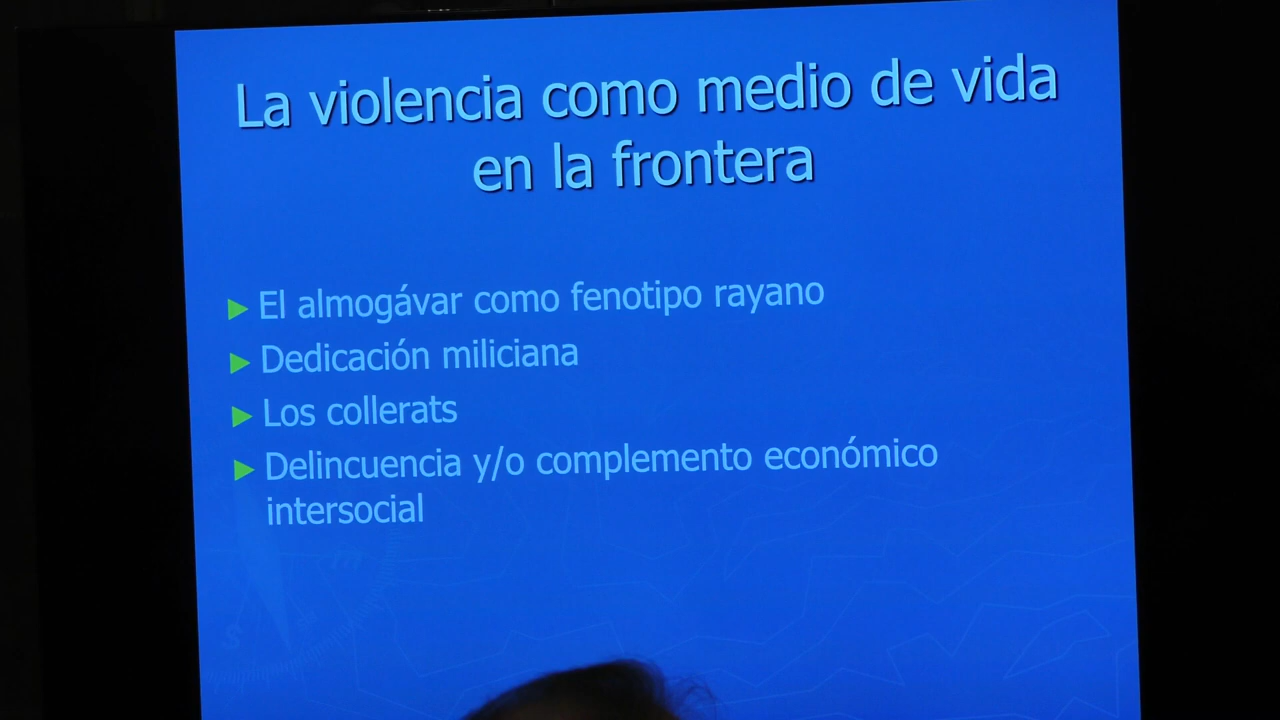 La violencia como medio de vida
en la frontera
► El almogávar como fenotipo rayano
► Dedicación miliciana
► Los collerats
► Delincuencia y/o complemento económico
intersocial